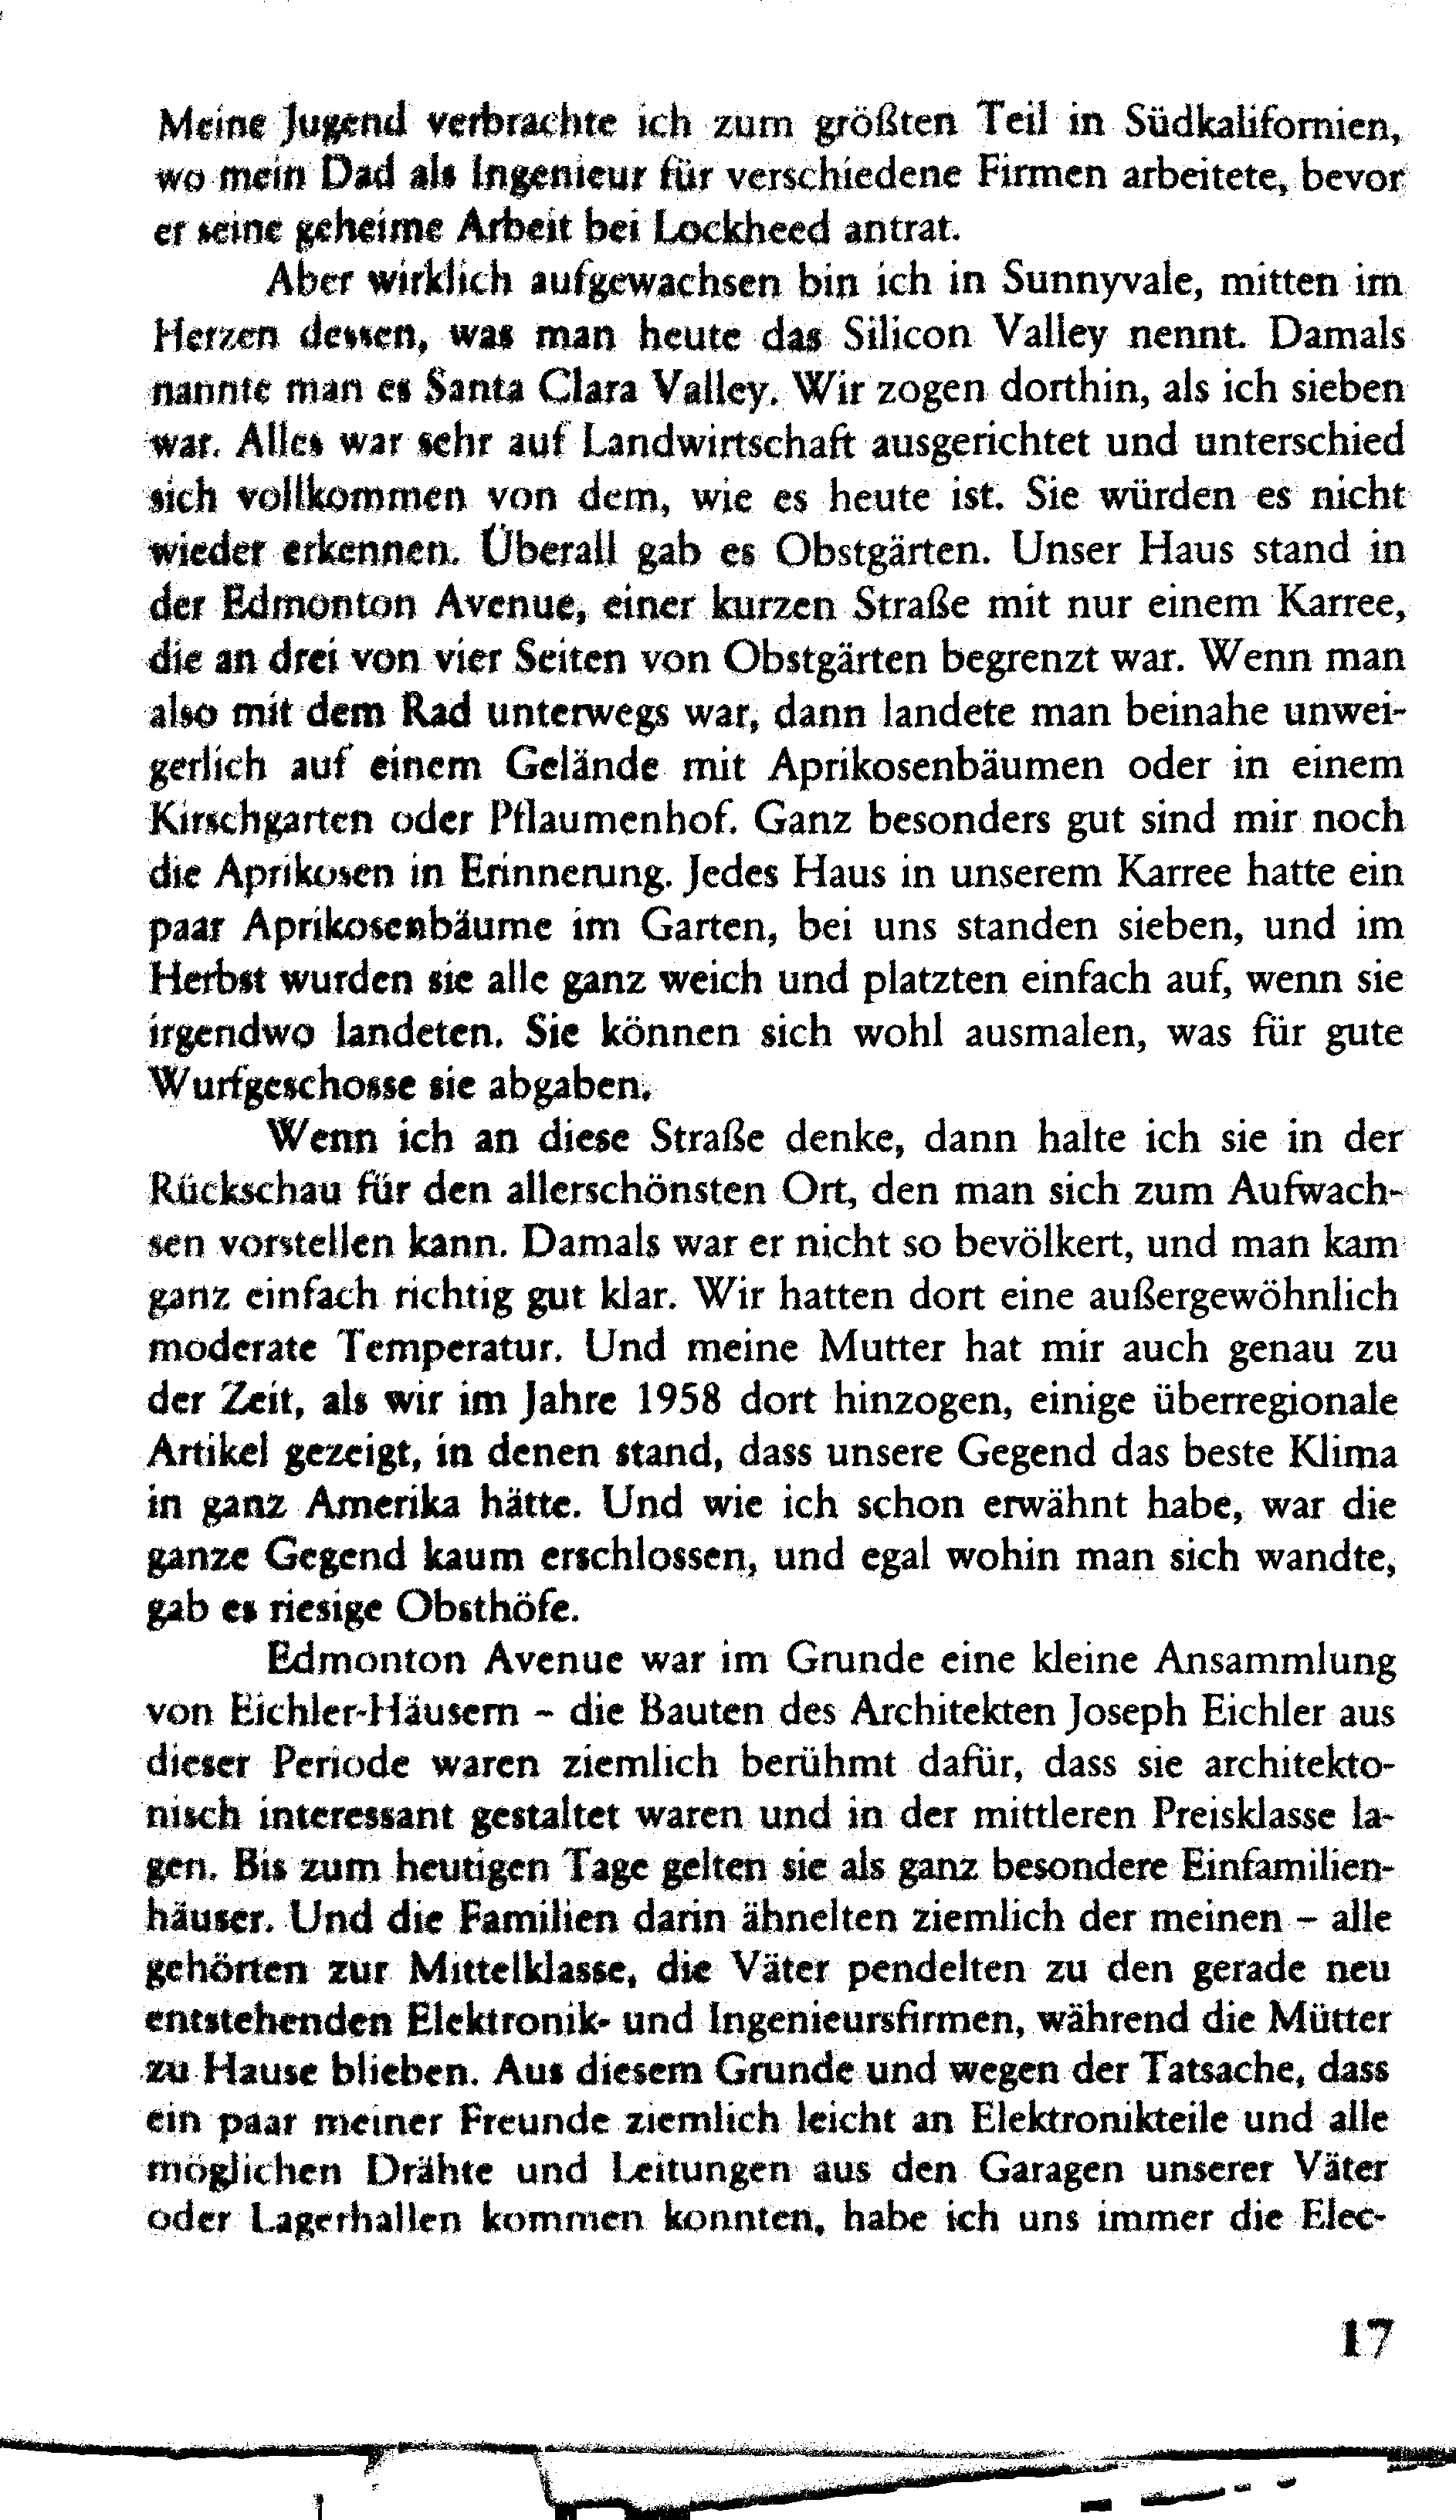 Meine Jugend verbrachte ich zum größten Teil in Südkalifornien,
wo mein Dad als Ingenieur für verschiedene Firmen arbeitete, bevor
er seine geheime Arbeit bei Lockheed antrat.
Aber wirklich aufgewachsen bin ich in Sunnyvale, mitten im
Herzen dessen, was man heute das Silicon Valley nennt. Damals
nannte man es Santa Clara Valley. Wir zogen dorthin, als ich sieben
war. Alles war sehr auf Landwirtschaft ausgerichtet und unterschied
sich vollkommen von dem, wie es heute ist. Sie würden es nicht
wieder erkennen. Überall gab es Obstgärten. Unser Haus stand in
der Edmonton Avenue, einer kurzen Straße mit nur einem Karree,
die an drei von vier Seiten von Obstgärten begrenzt war. Wenn man
also mit dem Rad unterwegs war, dann landete man beinahe unwei-
gerlich auf einem Gelände mit Aprikosenbäumen oder in einem
Kirschgarten oder Pflaumenhof. Ganz besonders gut sind mir noch
die Aprikosen in Erinnerung. Jedes Haus in unserem Karree hatte ein
paar Aprikosenbäume im Garten, bei uns standen sieben, und im
Herbst wurden sie alle ganz weich und platzten einfach auf, wenn sie
irgendwo landeten. Sie können sich wohl ausmalen, was für gute
Wurfgeschosse sie abgaben.
Wenn ich an diese Straße denke, dann halte ich sie in der
Rückschau für den allerschönsten Ort, den man sich zum Aufwach-
sen vorstellen kann. Damals war er nicht so bevölkert, und man kam
ganz einfach richtig gut klar. Wir hatten dort eine außergewöhnlich
moderate Temperatur. Und meine Mutter hat mir auch genau zu
der Zeit, als wir im Jahre 1958 dort hinzogen, einige überregionale
Artikel gezeigt, in denen stand, dass unsere Gegend das beste Klima
in ganz Amerika hätte. Und wie ich schon erwähnt habe, war die
ganze Gegend kaum erschlossen, und egal wohin man sich wandte,
gab es riesige Obsthöfe.
Edmonton Avenue war im Grunde eine kleine Ansammlung
von Eichler-Häusern – die Bauten des Architekten Joseph Eichler aus
dieser Periode waren ziemlich berühmt dafür, dass sie architekto-
nisch interessant gestaltet waren und in der mittleren Preisklasse la-
gen. Bis zum heutigen Tage gelten sie als ganz besondere Einfamilien-
häuser. Und die Familien darin ähnelten ziemlich der meinen – alle
gehörten zur Mittelklasse, die Väter pendelten zu den gerade neu
entstehenden Elektronik- und Ingenieursfirmen, während die Mütter
zu Hause blieben. Aus diesem Grunde und wegen der Tatsache, dass
ein paar meiner Freunde ziemlich leicht an Elektronikteile und alle
möglichen Drähte und Leitungen aus den Garagen unserer Väter
oder Lagerhallen kommen konnten, habe ich uns immer die Elec-
17